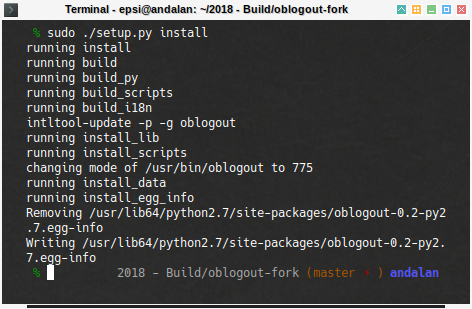 Terminal - epsi@andalan: ~/2018 - Build/oblogout-fork
% sudo ./setup.py install
running install
running build
running build_py
running build_scripts
running build_i18n
intltool-update -p -g oblogout
running install_lib
running install_scripts
changing mode of /usr/bin/oblogout to 775
running install_data
running install_egg_info
Removing /usr/lib64/python2.7/site-packages/oblogout-0.2-py2
.7.egg-info
Writing /usr/lib64/python2.7/site-packages/oblogout-0.2-py2.
7.egg-info
% 2018 - Build/oblogout-fork (master ) andalan